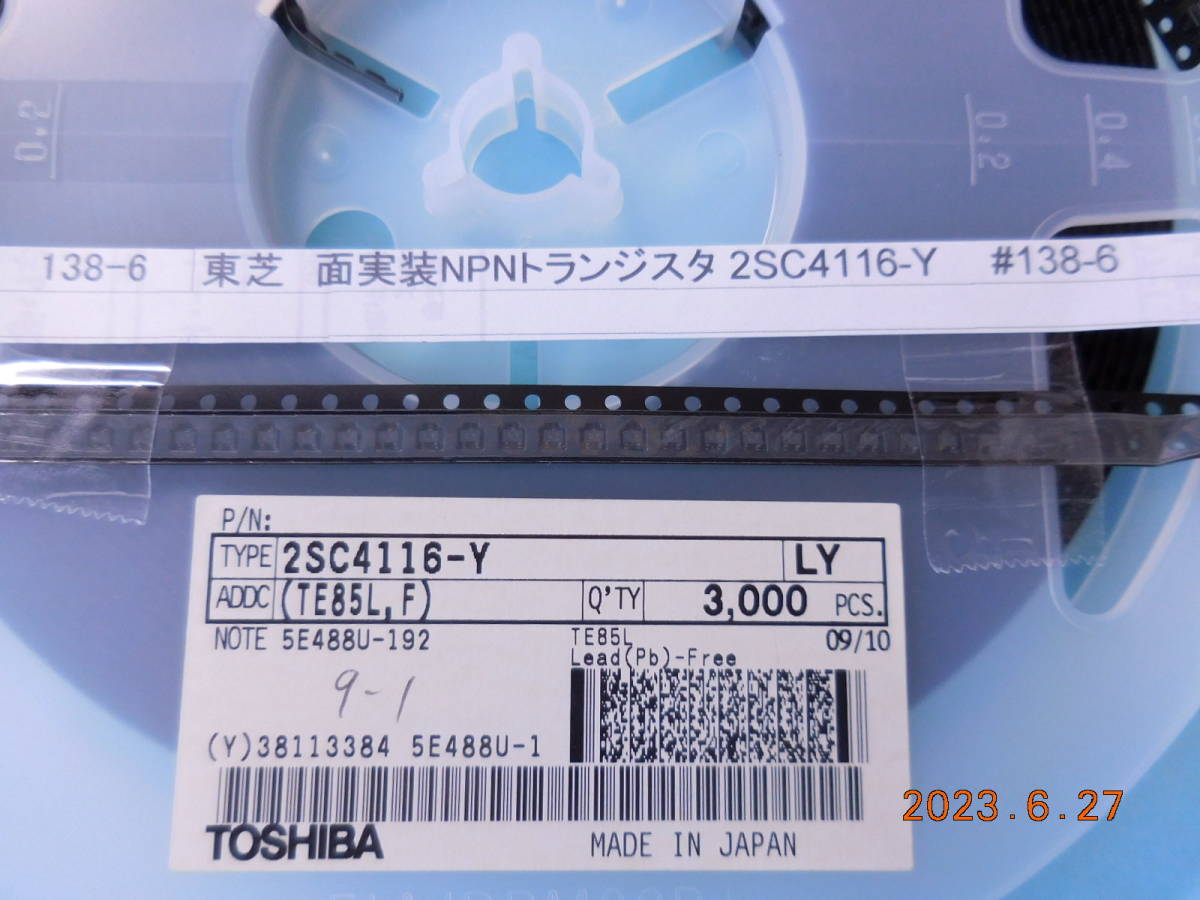 0.2
0.2
0.4
138-6 東芝 面実装NPNトランジスタ 2SC4116-Y #138-6
P/N:
TYPE 2SC4116-Y LY
ADDC (TE85L,F) Q'TY 3,000 PCS.
NOTE 5E488U-192 TE85L 09/10
Lead(Pb)-Free
9-1
(Y)38113384 5E488U-1
TOSHIBA MADE IN JAPAN
2023.6.27